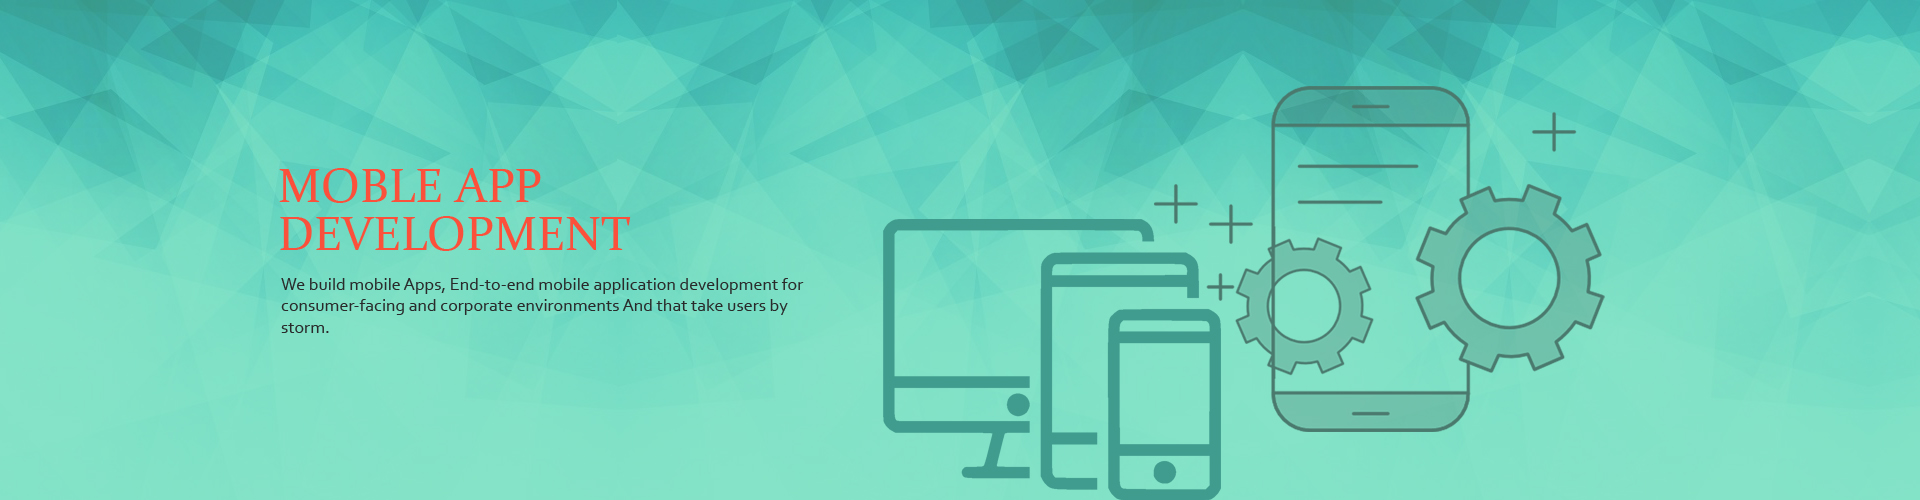 MOBLE APP
DEVELOPMENT
We build mobile Apps, End-to-end mobile application development for
consumer-facing and corporate environments And that take users by
storm.